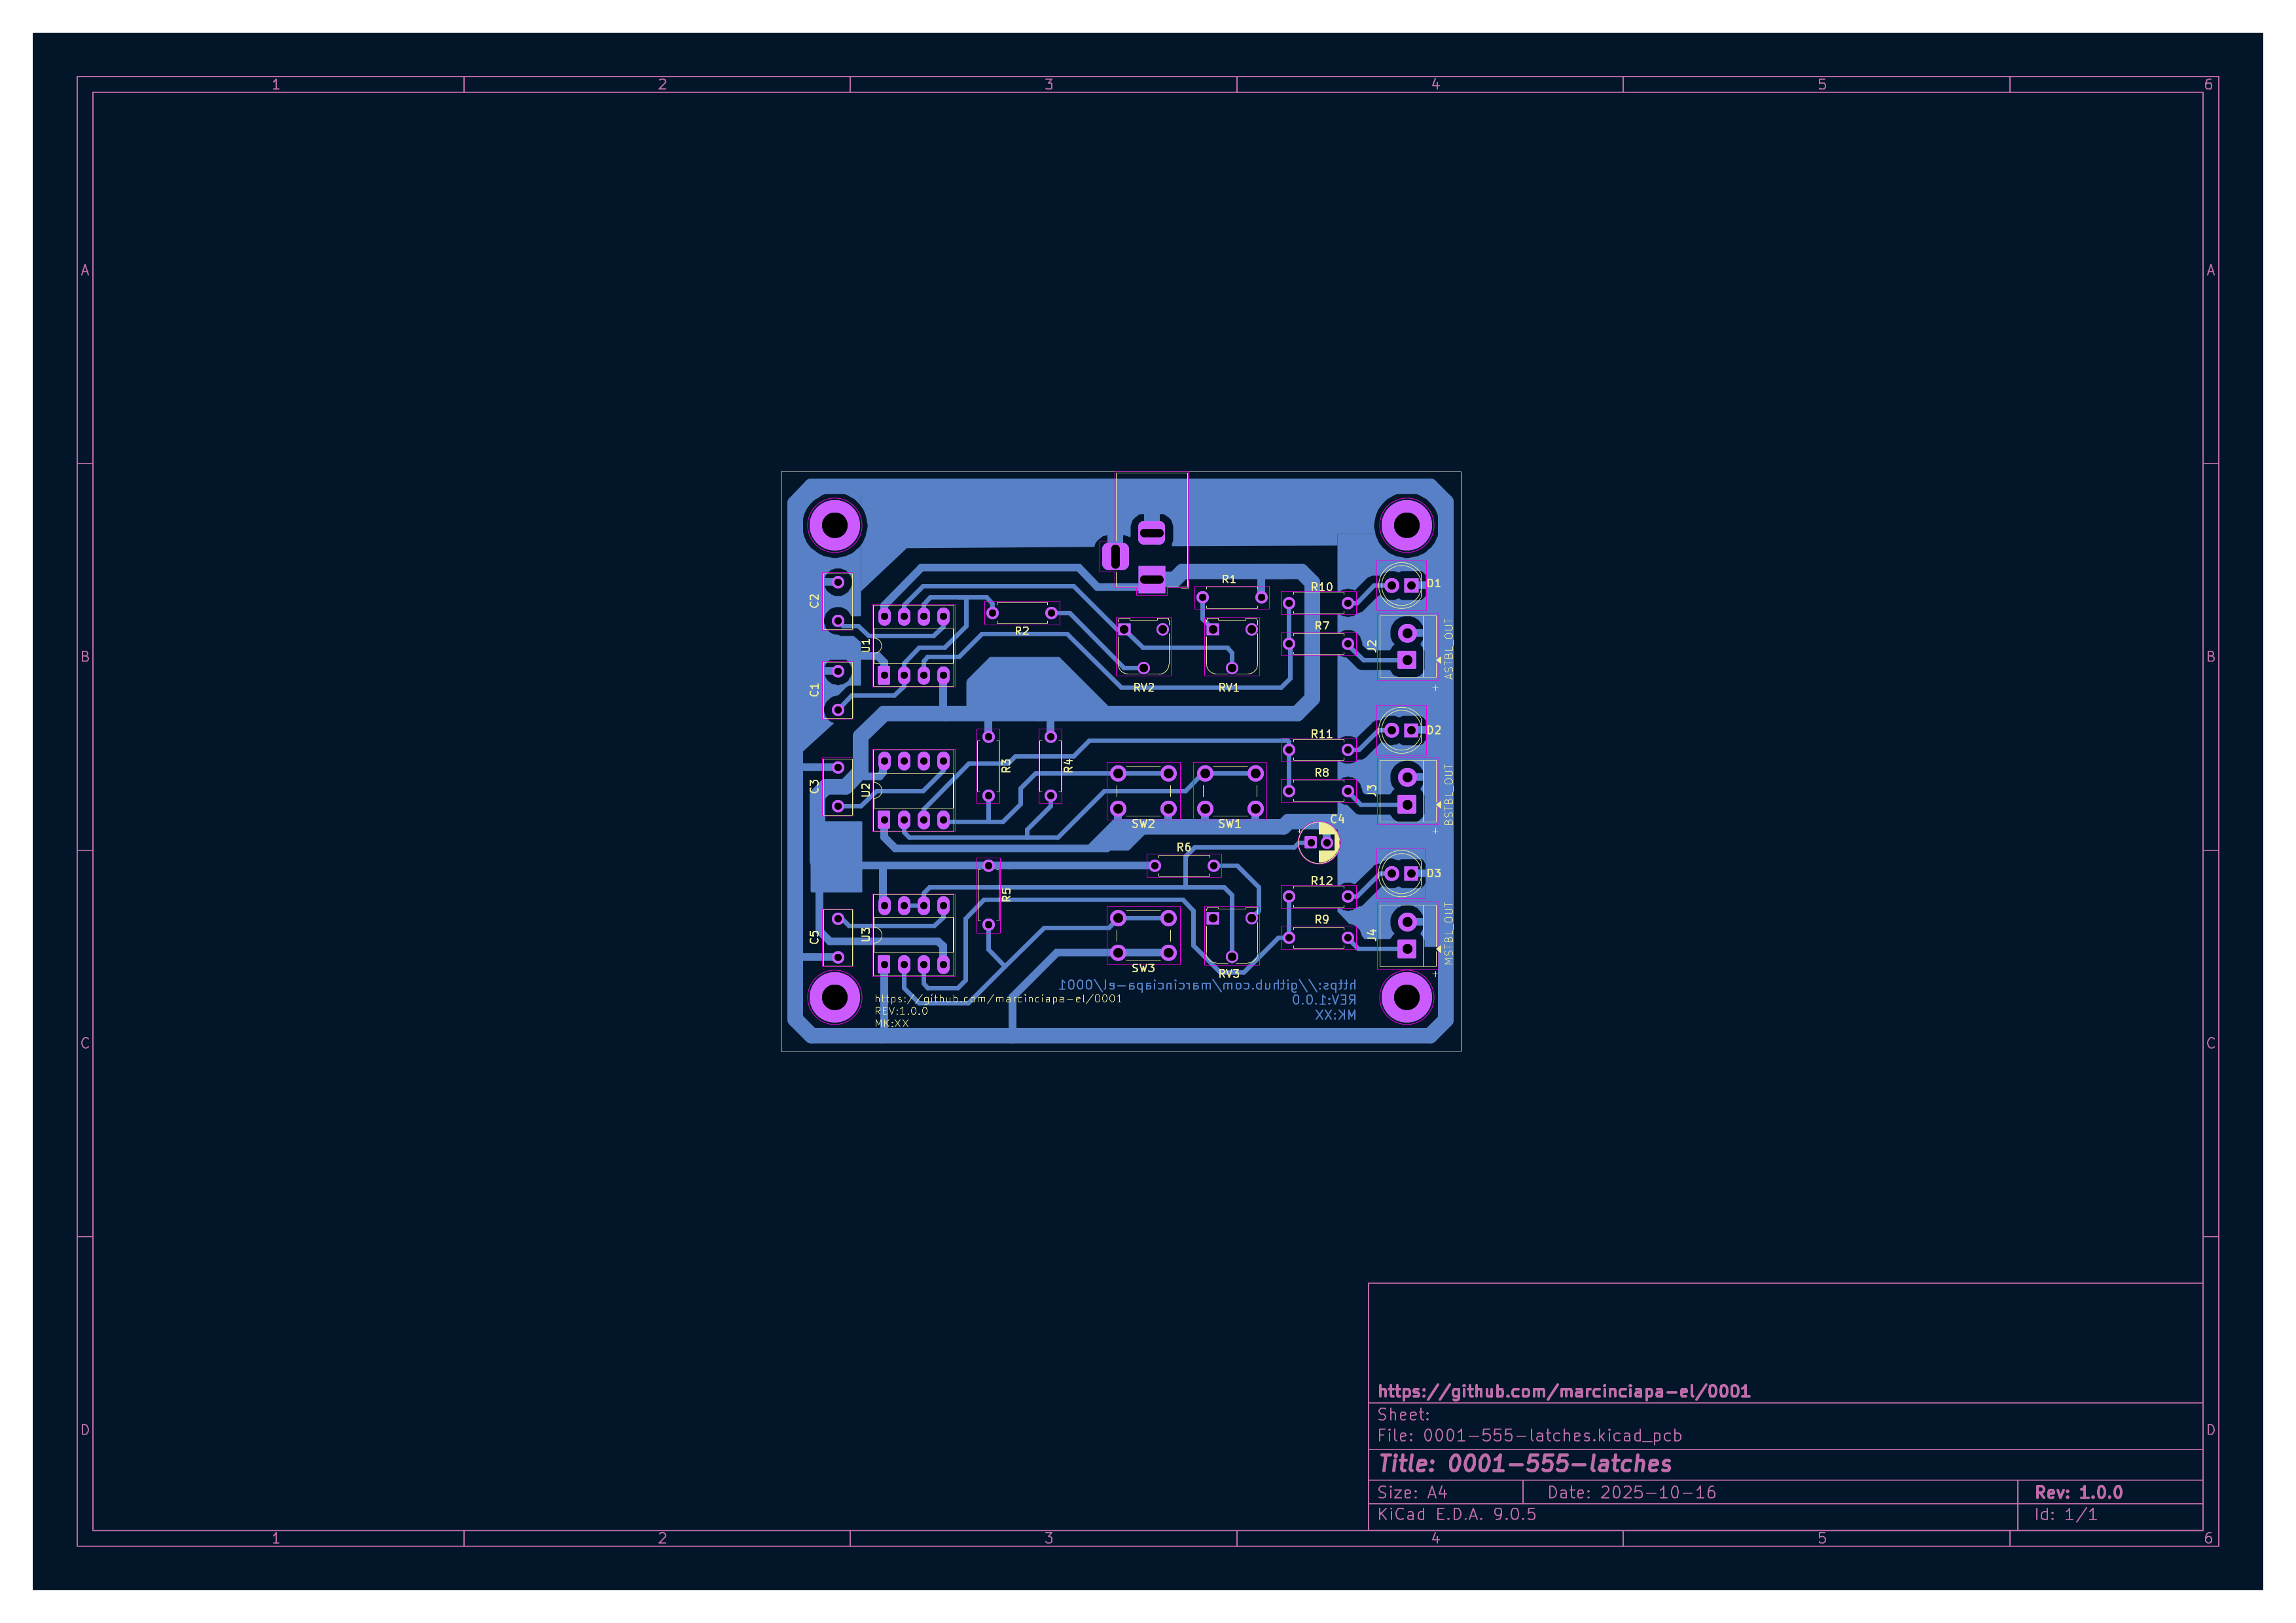 1 2 3 4 5 6
A A
R1
R10
D1
C2
R2
R7
U1
J2
ASTBL_OUT
B B
C1
RV2
RV1
+
R11
D2
R3
R4
R8
C3
U2
J3
BSTBL_OUT
SW2
SW1
C4
+
+
R6
R12
D3
R5
R9
C5
U3
J4
MSTBL_OUT
SW3
RV3
+
https://github.com/marcinciapa-el/0001
REV:1.0.0
MK:XX
https://github.com/marcinciapa-el/0001
REV:1.0.0
MK:XX
C C
https://github.com/marcinciapa-el/0001
Sheet:
File: 0001-555-latches.kicad_pcb
D D
Title: 0001-555-latches
Size: A4 Date: 2025-10-16 Rev: 1.0.0
KiCad E.D.A. 9.0.5 Id: 1/1
1 2 3 4 5 6